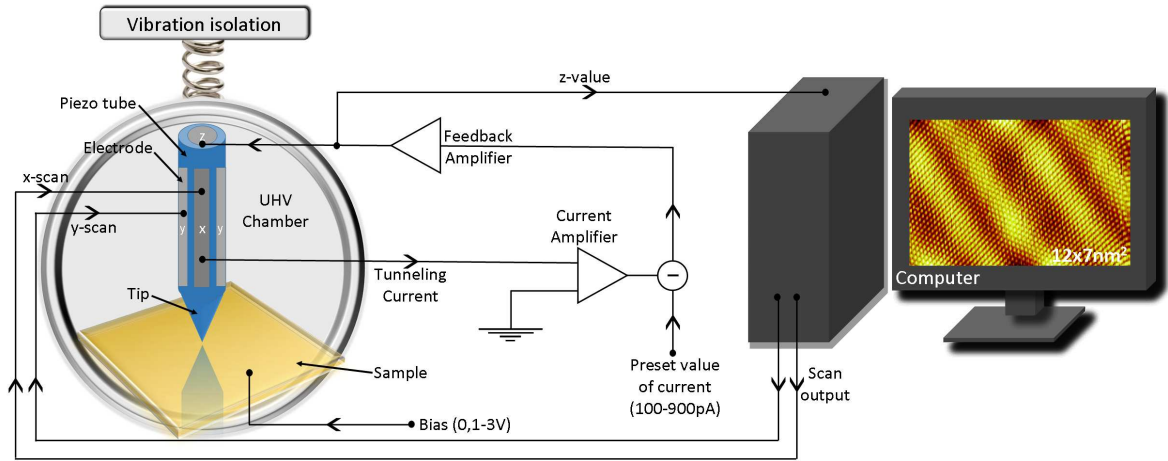 Vibration isolation
z-value
Piezo tube
z
Feedback
Amplifier
Electrode
x-scan
UHV
Chamber
y-scan
y
x
y
Current
Amplifier
Tunneling
Current
12x7nm²
Computer
Tip
−
Sample
Preset value
of current
(100-900pA)
Scan
output
Bias (0,1-3V)